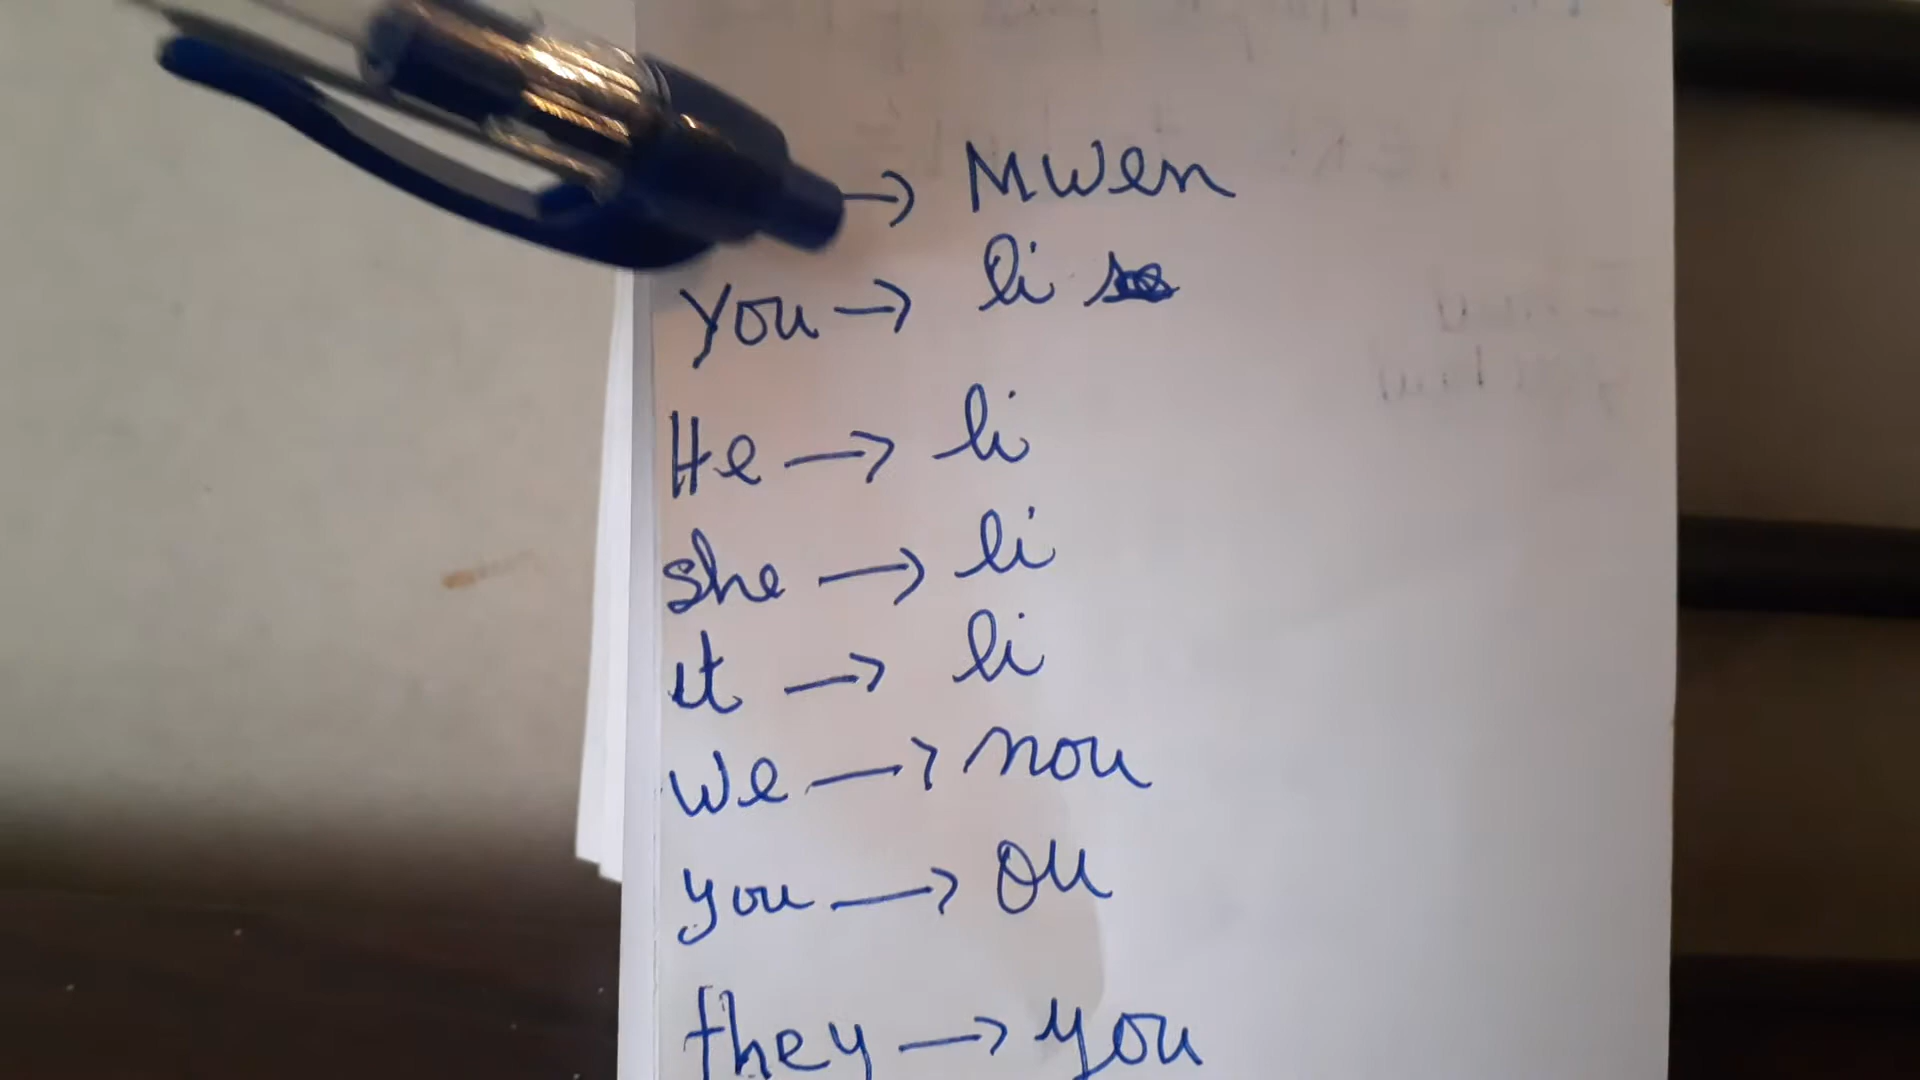 → Mwen
you → li
He → li
she → li
it → li
we → nou
you → ou
they → you